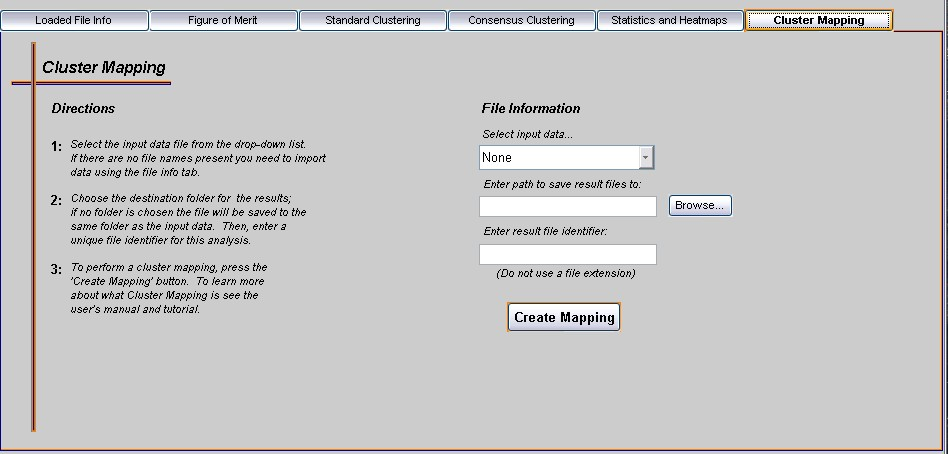 Loaded File Info
Figure of Merit
Standard Clustering
Consensus Clustering
Statistics and Heatmaps
Cluster Mapping
Cluster Mapping
Directions
1: Select the input data file from the drop-down list.
If there are no file names present you need to import
data using the file info tab.
2: Choose the destination folder for the results;
if no folder is chosen the file will be saved to the
same folder as the input data. Then, enter a
unique file identifier for this analysis.
3: To perform a cluster mapping, press the
'Create Mapping' button. To learn more
about what Cluster Mapping is see the
user's manual and tutorial.
File Information
Select input data...
None
Enter path to save result files to:
Browse...
Enter result file identifier:
(Do not use a file extension)
Create Mapping